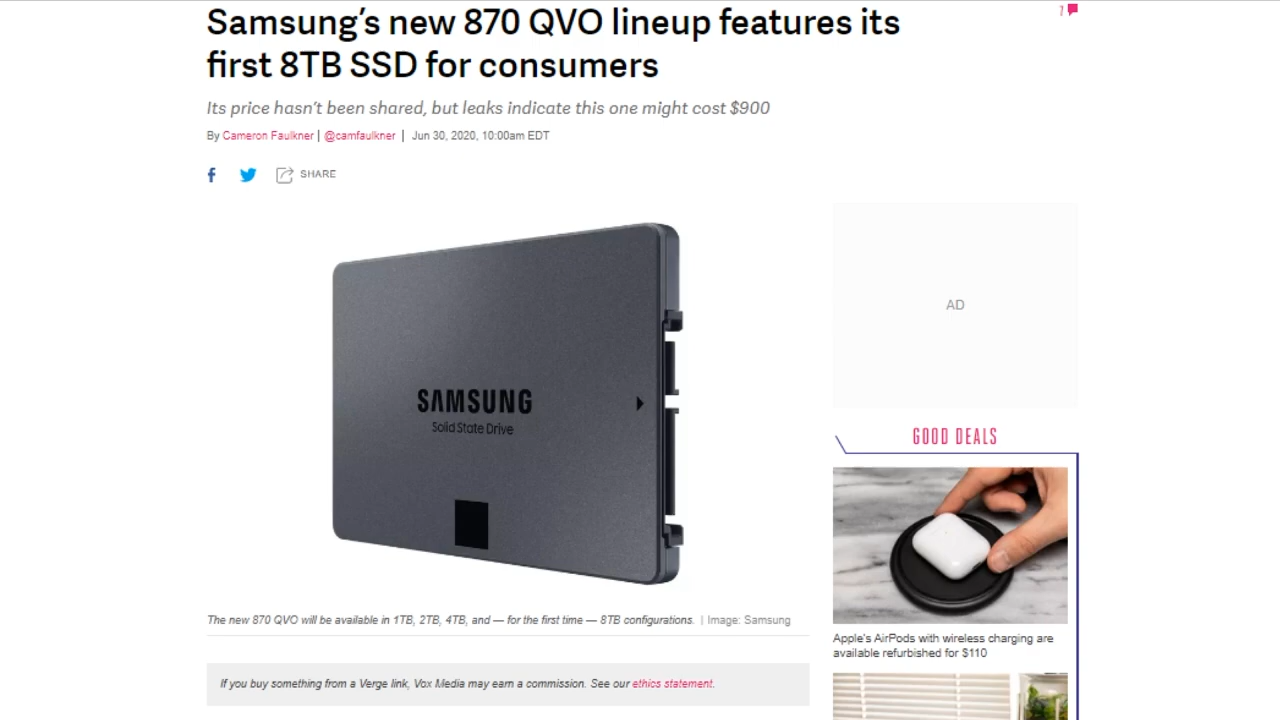 Samsung's new 870 QVO lineup features its
first 8TB SSD for consumers
7
Its price hasn't been shared, but leaks indicate this one might cost $900
By Cameron Faulkner | @camfaulkner | Jun 30, 2020, 10:00am EDT
SHARE
SAMSUNG
Solid State Drive
AD
GOOD DEALS
The new 870 QVO will be available in 1TB, 2TB, 4TB, and — for the first time — 8TB configurations. | Image: Samsung
Apple's AirPods with wireless charging are
available refurbished for $110
If you buy something from a Verge link, Vox Media may earn a commission. See our ethics statement.